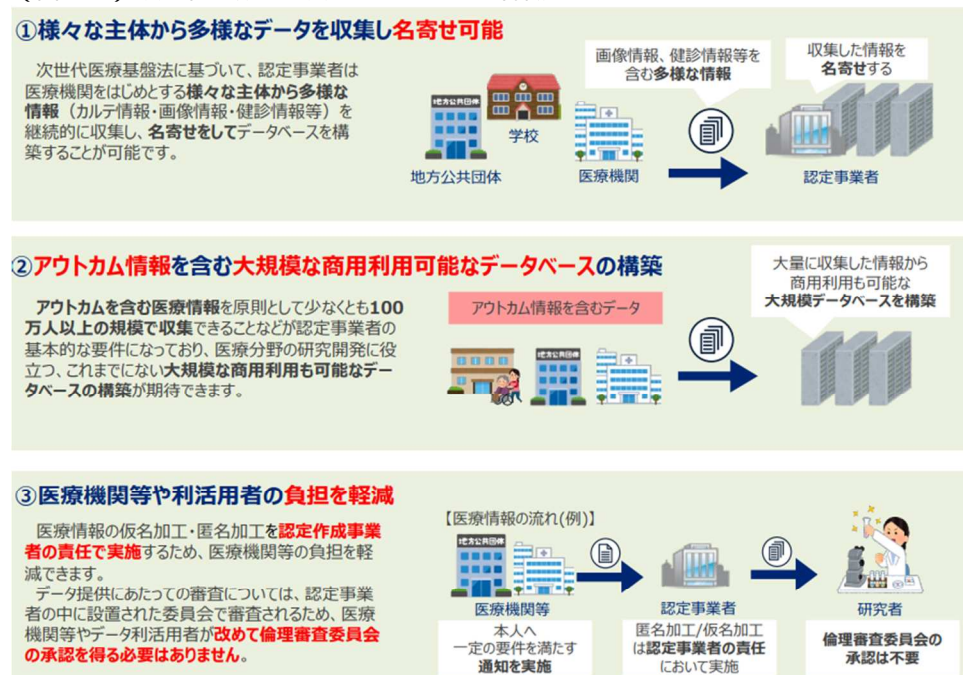 ①様々な主体から多様なデータを収集し名寄せ可能
次世代医療基盤法に基づいて、認定事業者は
医療機関をはじめとする様々な主体から多様な
情報（カルテ情報・画像情報・健診情報等）を
継続的に収集し、名寄せをしてデータベースを構
築することが可能です。
画像情報、健診情報等を
含む多様な情報
収集した情報を
名寄せする
地方公共団体
学校
地方公共団体
医療機関
認定事業者
②アウトカム情報を含む大規模な商用利用可能なデータベースの構築
アウトカムを含む医療情報を原則として少なくとも100
万人以上の規模で収集できることなどが認定事業者の
基本的な要件になっており、医療分野の研究開発に役
立つ、これまでにない大規模な商用利用も可能なデー
タベースの構築が期待できます。
アウトカム情報を含むデータ
地方公共団体
大量に収集した情報から
商用利用も可能な
大規模データベースを構築
③医療機関等や利活用者の負担を軽減
医療情報の仮名加工・匿名加工を認定作成事業
者の責任で実施するため、医療機関等の負担を軽
減できます。
データ提供にあたっての審査については、認定事業
者の中に設置された委員会で審査されるため、医療
機関等やデータ利活用者が改めて倫理審査委員会
の承認を得る必要はありません。
【医療情報の流れ(例)】
地方公共団体
医療機関等
認定事業者
研究者
本人へ
一定の要件を満たす
通知を実施
匿名加工/仮名加工
は認定事業者の責任
において実施
倫理審査委員会の
承認は不要